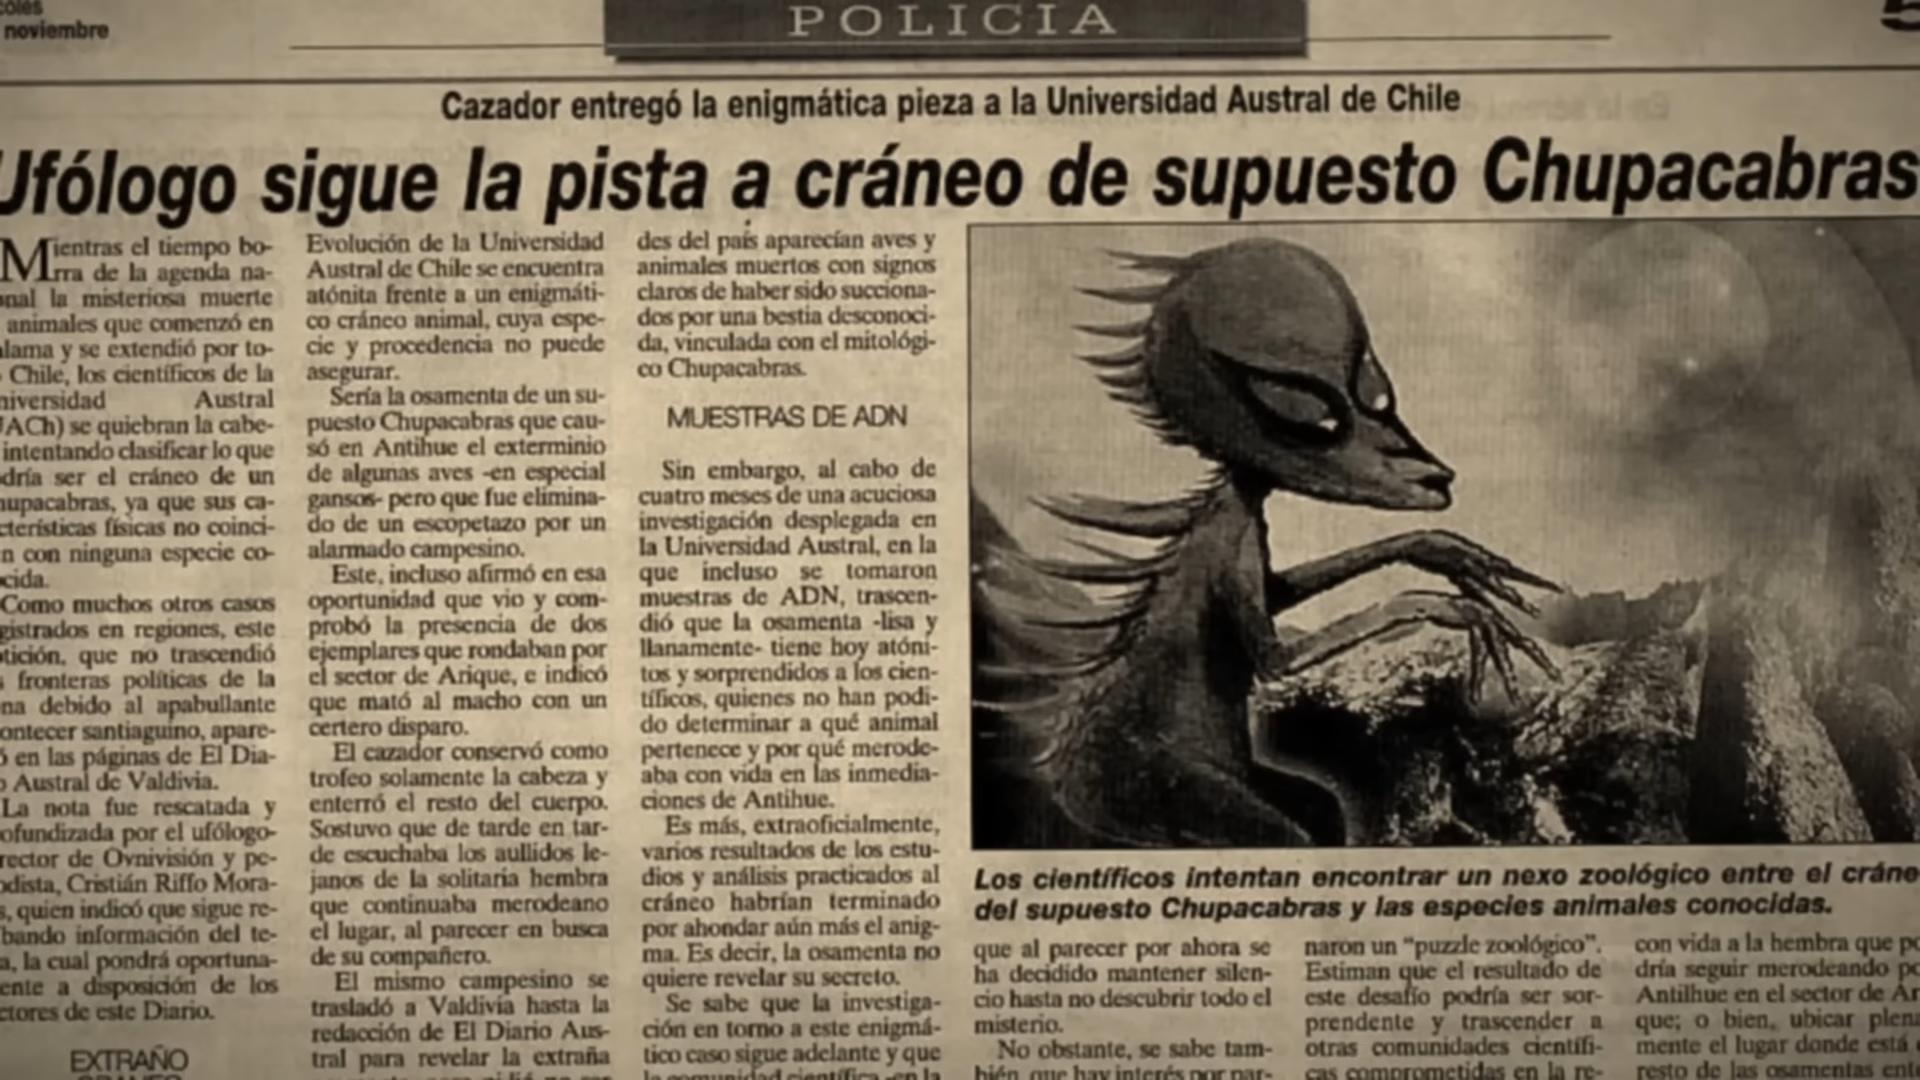 coles
noviembre
POLICIA
5
Cazador entregó la enigmática pieza a la Universidad Austral de Chile
Ufólogo sigue la pista a cráneo de supuesto Chupacabras
Mientras el tiempo bo-
rra de la agenda na-
onal la misteriosa muerte
animales que comenzó en
alama y se extendió por to-
Chile, los científicos de la
niversidad Austral
UACh) se quiebran la cabe-
intentando clasificar lo que
dría ser el cráneo de un
hupacabras, ya que sus ca-
cterísticas físicas no coinci-
n con ninguna especie co-
cida.
Como muchos otros casos
gistrados en regiones, este
tición, que no trascendió
s fronteras políticas de la
na debido al apabullante
ontecer santiaguino, apare-
ó en las páginas de El Dia-
o Austral de Valdivia.
La nota fue rescatada y
ofundizada por el ufólogo-
rector de Ovnivisión y pe-
odista, Cristián Riffo Mora-
s, quien indicó que sigue re-
bando información del te-
a, la cual pondrá oportuna-
ente a disposición de los
ctores de este Diario.
EXTRAÑO
CRANEO
Evolución de la Universidad
Austral de Chile se encuentra
atónita frente a un enigmáti-
co cráneo animal, cuya espe-
cie y procedencia no puede
asegurar.
Sería la osamenta de un su-
puesto Chupacabras que cau-
só en Antihue el exterminio
de algunas aves -en especial
gansos- pero que fue elimina-
do de un escopetazo por un
alarmado campesino.
Este, incluso afirmó en esa
oportunidad que vio y com-
probó la presencia de dos
ejemplares que rondaban por
el sector de Arique, e indicó
que mató al macho con un
certero disparo.
El cazador conservó como
trofeo solamente la cabeza y
enterró el resto del cuerpo.
Sostuvo que de tarde en tar-
de escuchaba los aullidos le-
janos de la solitaria hembra
que continuaba merodeano
el lugar, al parecer en busca
de su compañero.
El mismo campesino se
trasladó a Valdivia hasta la
redacción de El Diario Aus-
tral para revelar la extraña
des del país aparecían aves y
animales muertos con signos
claros de haber sido succiona-
dos por una bestia desconoci-
da, vinculada con el mitológi-
co Chupacabras.
MUESTRAS DE ADN
Sin embargo, al cabo de
cuatro meses de una acuciosa
investigación desplegada en
la Universidad Austral, en la
que incluso se tomaron
muestras de ADN, trascen-
dió que la osamenta -lisa y
llanamente- tiene hoy atóni-
tos y sorprendidos a los cien-
tíficos, quienes no han podi-
do determinar a qué animal
pertenece y por qué merode-
aba con vida en las inmedia-
ciones de Antihue.
Es más, extraoficialmente,
varios resultados de los estu-
dios y análisis practicados al
cráneo habrían terminado
por ahondar aún más el enig-
ma. Es decir, la osamenta no
quiere revelar su secreto.
Se sabe que la investiga-
ción en torno a este enigmá-
tico caso sigue adelante y que
la comunidad científica -en la
Los científicos intentan encontrar un nexo zoológico entre el cráne
del supuesto Chupacabras y las especies animales conocidas.
que al parecer por ahora se
ha decidido mantener silen-
cio hasta no descubrir todo el
misterio.
No obstante, se sabe tam-
bién que hay interés por par-
naron un “puzzle zoológico”.
Estiman que el resultado de
este desafío podría ser sor-
prendente y trascender a
otras comunidades científi-
cas comprometidas en la re-
con vida a la hembra que po
dría seguir merodeando po
Antilhue en el sector de Ar
que; o bien, ubicar plena
mente el lugar donde está e
resto de las osamentas ente